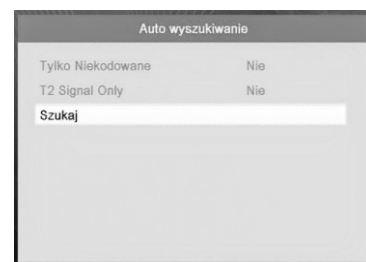 Auto wyszukiwanie
Tylko Niekodowane Nie
T2 Signal Only Nie
Szukaj